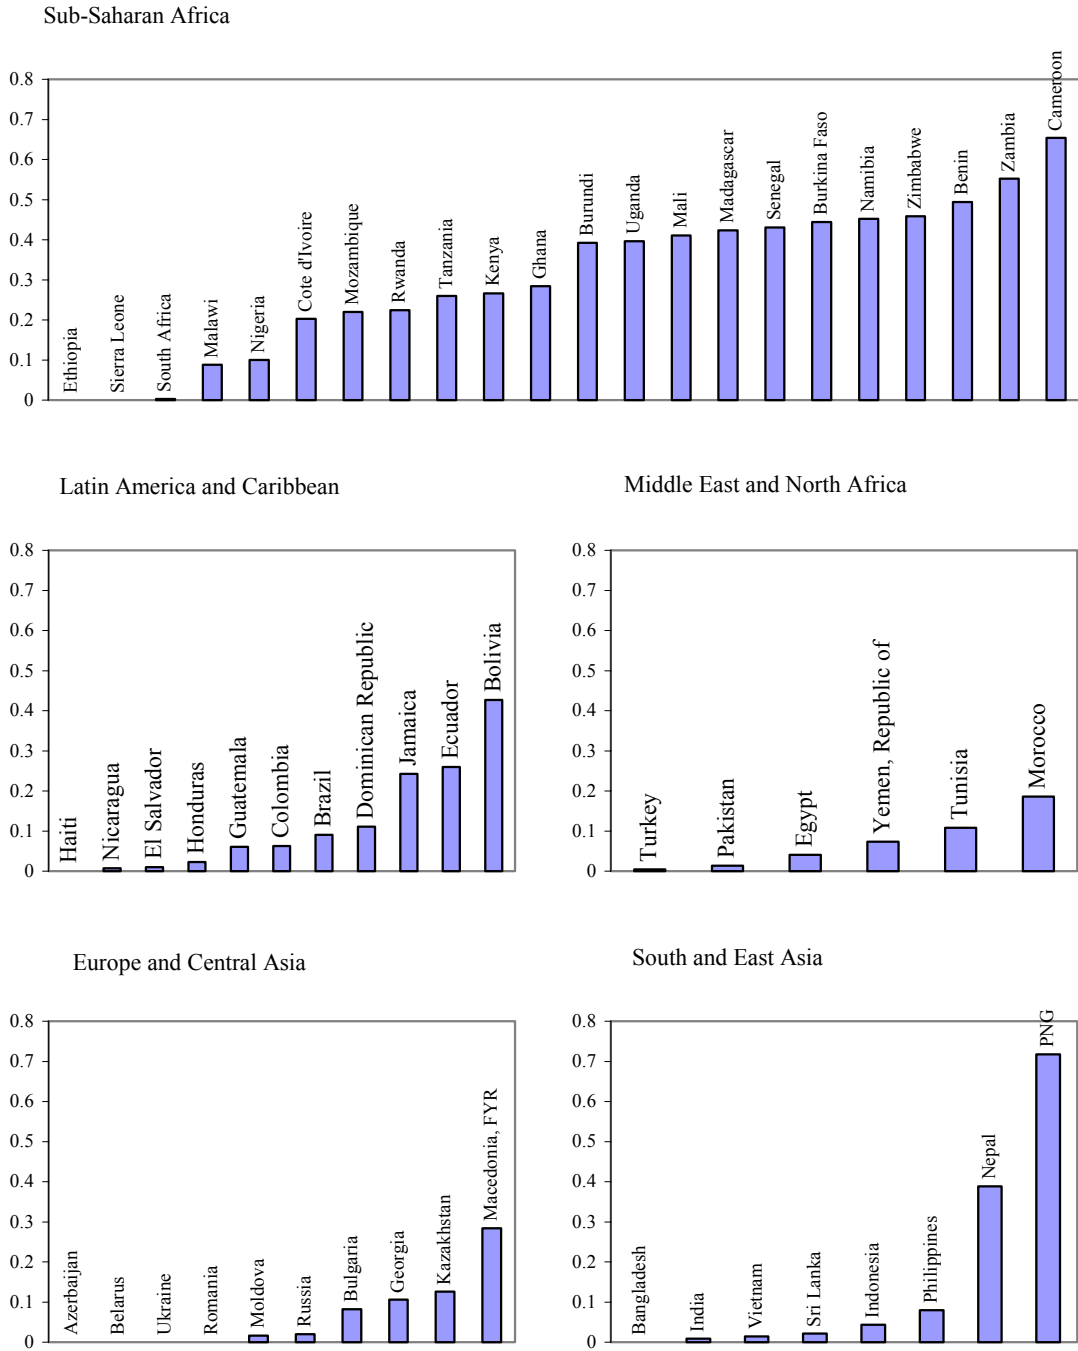 Sub-Saharan Africa
0.8
0.7
0.6
0.5
0.4
0.3
0.2
0.1
0
Ethiopia
Sierra Leone
South Africa
Malawi
Nigeria
Cote d'Ivoire
Mozambique
Rwanda
Tanzania
Kenya
Ghana
Burundi
Uganda
Mali
Madagascar
Senegal
Burkina Faso
Namibia
Zimbabwe
Benin
Zambia
Cameroon
Latin America and Caribbean
0.8
0.7
0.6
0.5
0.4
0.3
0.2
0.1
0
Haiti
Nicaragua
El Salvador
Honduras
Guatemala
Colombia
Brazil
Dominican Republic
Jamaica
Ecuador
Bolivia
Middle East and North Africa
0.8
0.7
0.6
0.5
0.4
0.3
0.2
0.1
0
Turkey
Pakistan
Egypt
Yemen, Republic of
Tunisia
Morocco
Europe and Central Asia
0.8
0.7
0.6
0.5
0.4
0.3
0.2
0.1
0
Azerbaijan
Belarus
Ukraine
Romania
Moldova
Russia
Bulgaria
Georgia
Kazakhstan
Macedonia, FYR
South and East Asia
0.8
0.7
0.6
0.5
0.4
0.3
0.2
0.1
0
Bangladesh
India
Vietnam
Sri Lanka
Indonesia
Philippines
Nepal
PNG